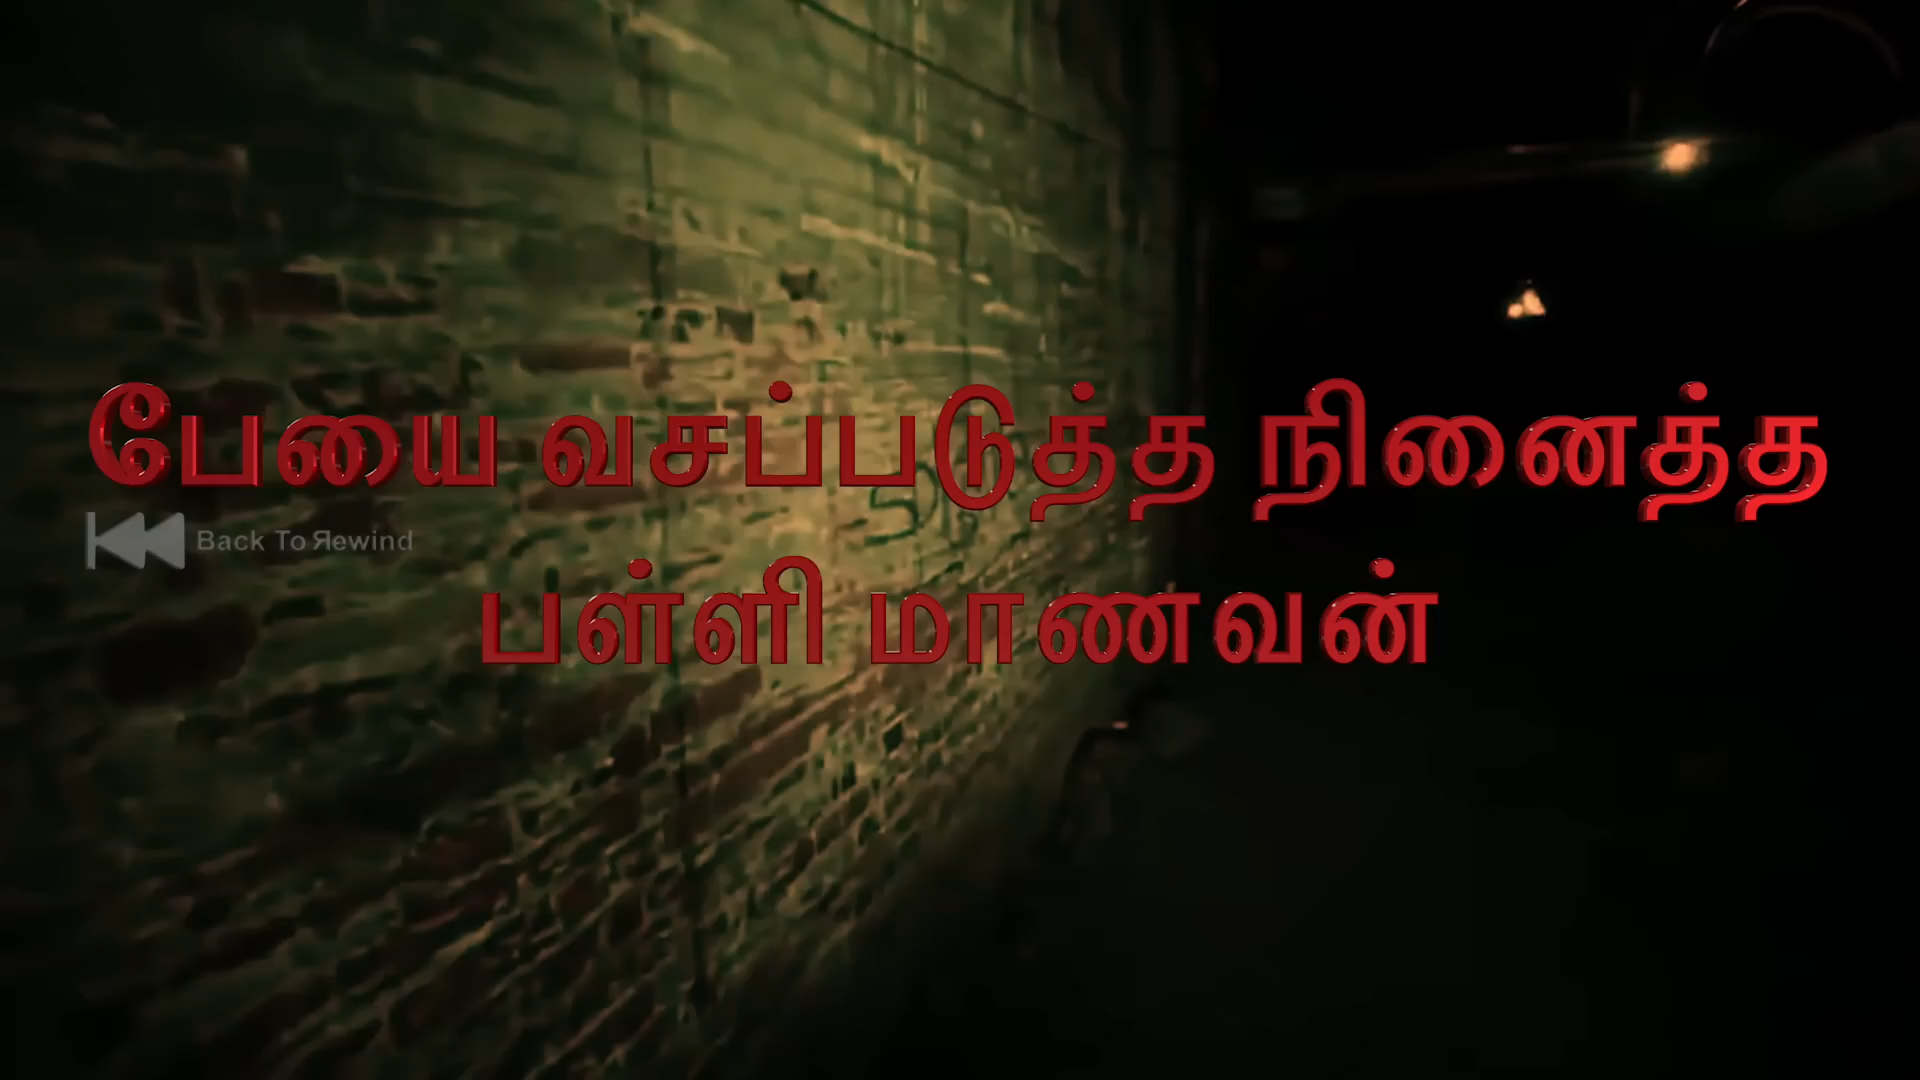 பேயை வசப்படுத்த நினைத்த
Back To Rewind
பள்ளி மாணவன்